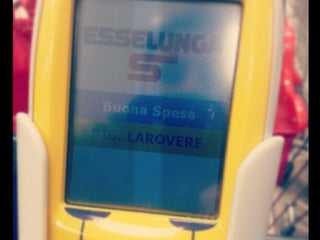 ESSELUNGA
S
Buona Spesa
SIG. LAROVERE